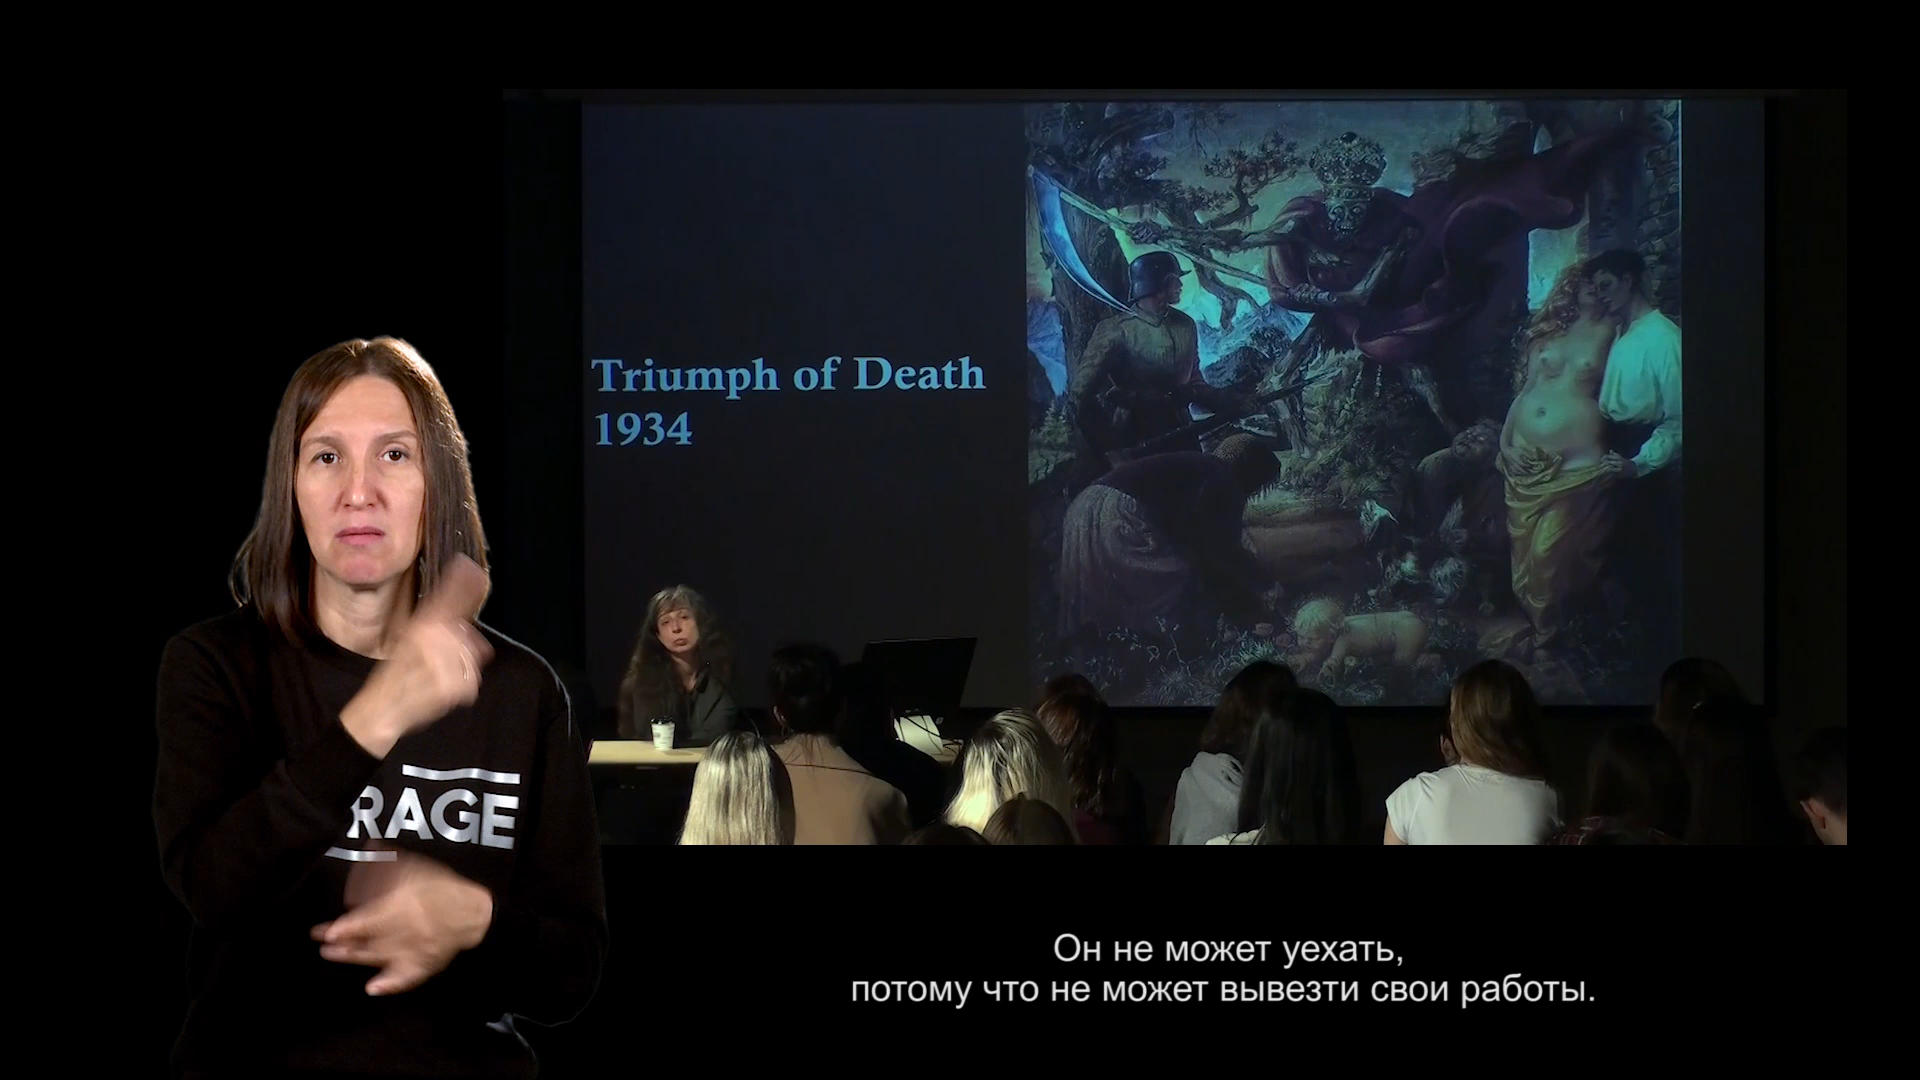 Triumph of Death
1934
RAGE
Он не может уехать,
потому что не может вывезти свои работы.